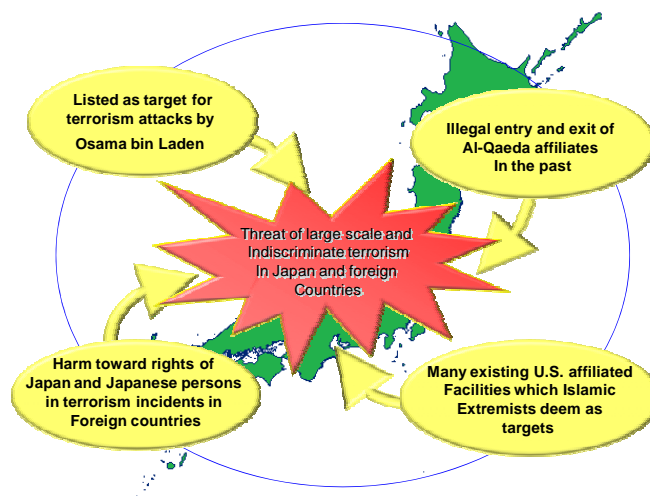 Listed as target for
terrorism attacks by
Osama bin Laden
Illegal entry and exit of
Al-Qaeda affiliates
In the past
Threat of large scale and
Indiscriminate terrorism
In Japan and foreign
Countries
Harm toward rights of
Japan and Japanese persons
in terrorism incidents in
Foreign countries
Many existing U.S. affiliated
Facilities which Islamic
Extremists deem as
targets